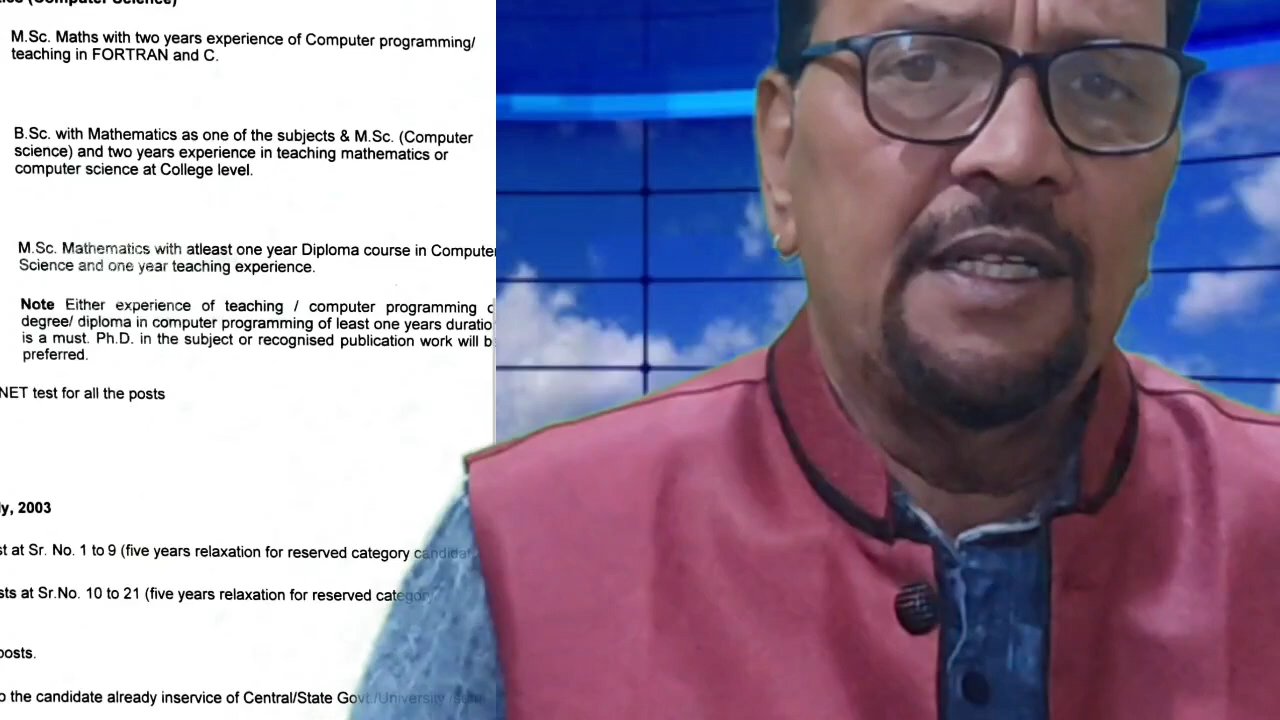 (Computer Science)
M.Sc. Maths with two years experience of Computer programming/
teaching in FORTRAN and C.
B.Sc. with Mathematics as one of the subjects & M.Sc. (Computer
science) and two years experience in teaching mathematics or
computer science at College level.
M.Sc. Mathematics with atleast one year Diploma course in Computer
Science and one year teaching experience.
Note Either experience of teaching / computer programming
degree/ diploma in computer programming of least one years duratio
is a must. Ph.D. in the subject or recognised publication work will b
preferred.
NET test for all the posts
ly, 2003
st at Sr. No. 1 to 9 (five years relaxation for reserved category candidat
sts at Sr.No. 10 to 21 (five years relaxation for reserved category
posts.
o the candidate already inservice of Central/State Govt./University